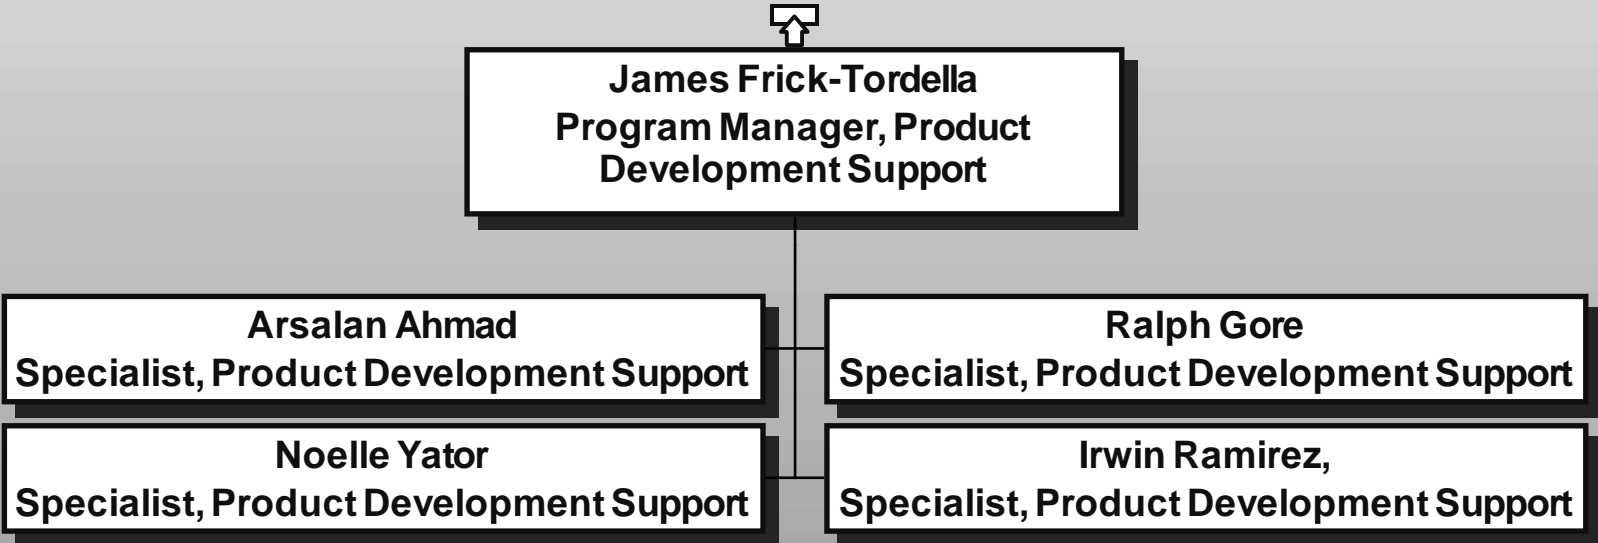 James Frick-Tordella
Program Manager, Product
Development Support
Arsalan Ahmad
Specialist, Product Development Support
Ralph Gore
Specialist, Product Development Support
Noelle Yator
Specialist, Product Development Support
Irwin Ramirez,
Specialist, Product Development Support